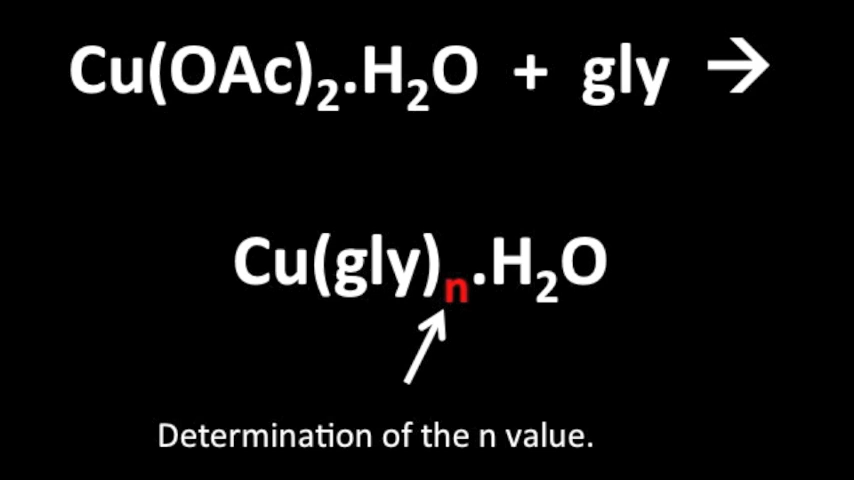 Cu(OAc)₂.H₂O + gly →
Cu(gly)ₙ.H₂O
Determination of the n value.